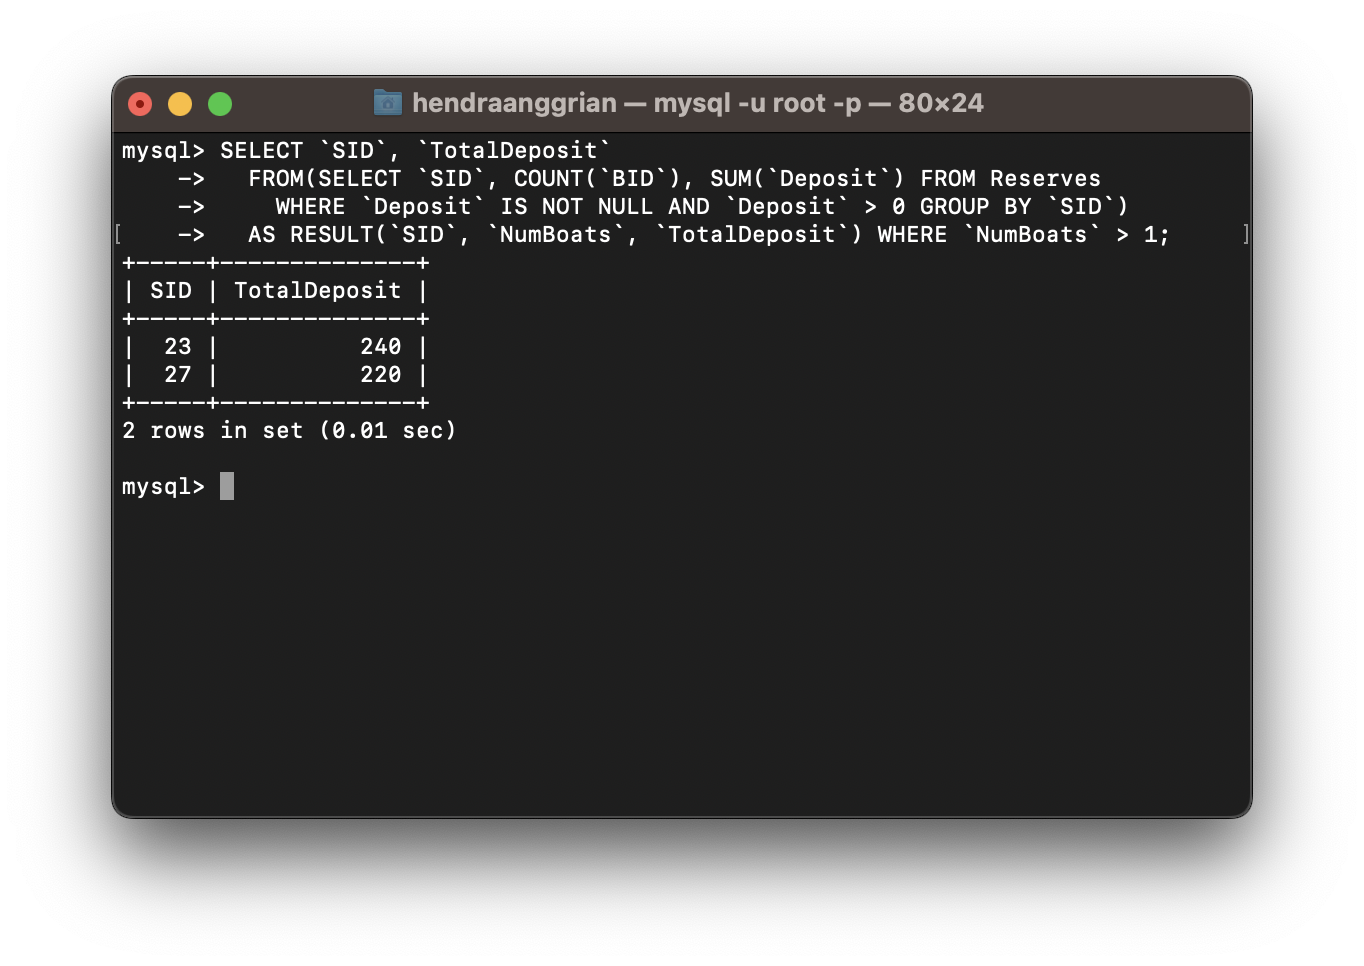 hendraanggrian — mysql -u root -p — 80×24
mysql> SELECT `SID`, `TotalDeposit`
    ->   FROM(SELECT `SID`, COUNT(`BID`), SUM(`Deposit`) FROM Reserves
    ->     WHERE `Deposit` IS NOT NULL AND `Deposit` > 0 GROUP BY `SID`)
[    ->   AS RESULT(`SID`, `NumBoats`, `TotalDeposit`) WHERE `NumBoats` > 1;     ]
+-----+--------------+
| SID | TotalDeposit |
+-----+--------------+
|  23 |          240 |
|  27 |          220 |
+-----+--------------+
2 rows in set (0.01 sec)
mysql>